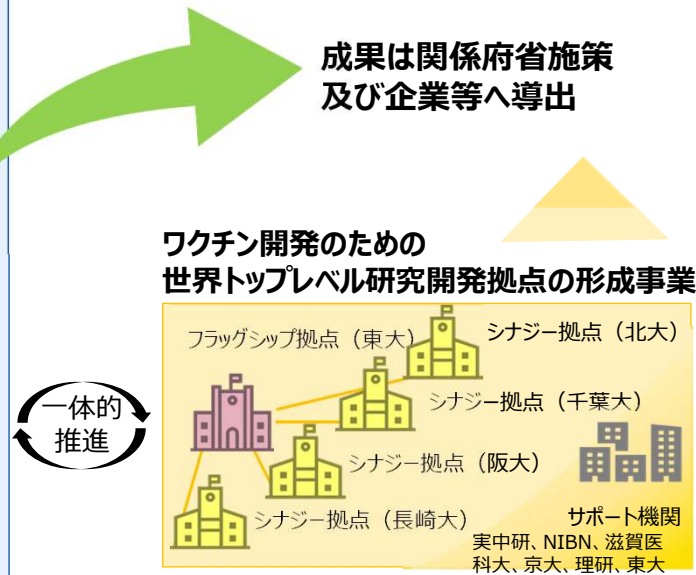 成果は関係府省施策
及び企業等へ導出
ワクチン開発のための
世界トップレベル研究開発拠点の形成事業
フラッグシップ拠点（東大）
シナジー拠点（北大）
シナジー拠点（千葉大）
一体的
推進
シナジー拠点（阪大）
シナジー拠点（長崎大）
サポート機関
実中研、NIBN、滋賀医
科大、京大、理研、東大